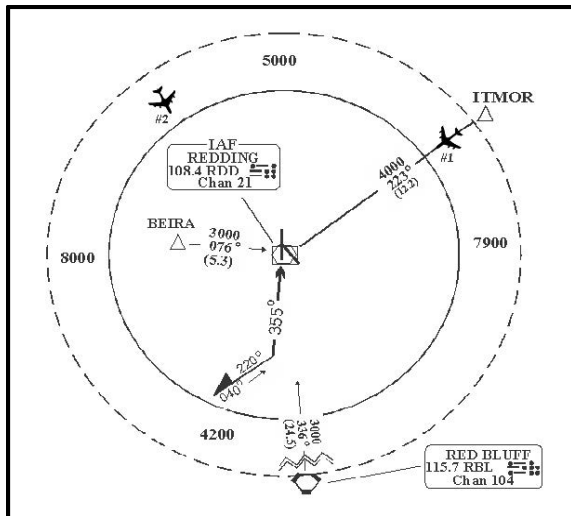 5000
ITMOR
#2
#1
IAF
REDDING
108.4 RDD
Chan 21
4000
223°
(12.2)
BEIRA
3000
076°
(5.3)
7900
8000
355°
220°
040°
3000
336°
(24.5)
4200
RED BLUFF
115.7 RBL
Chan 104